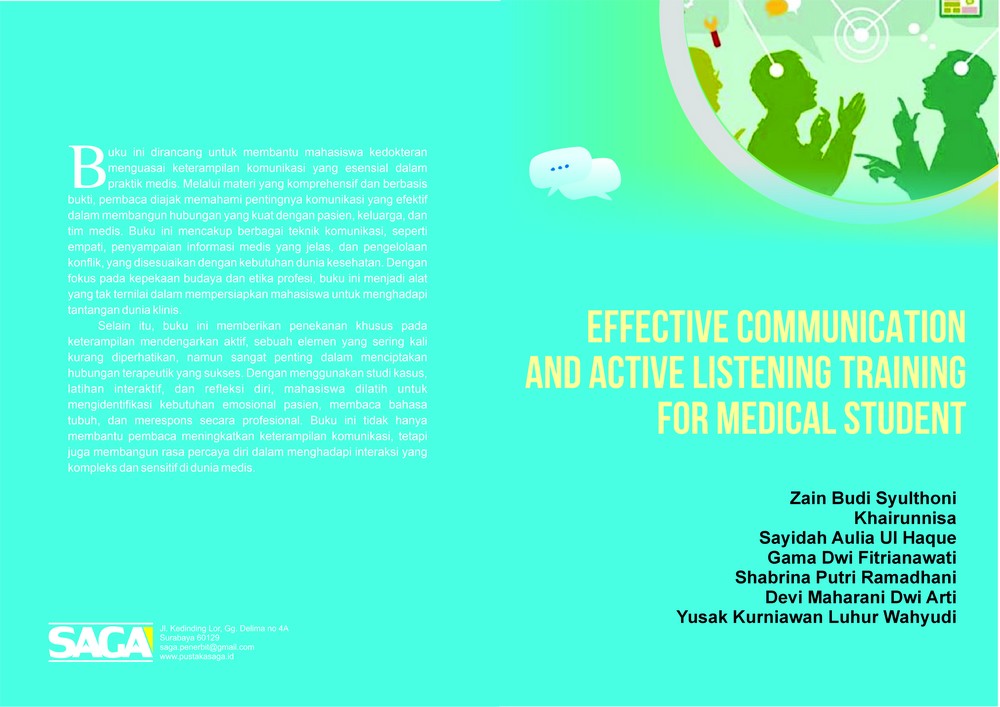 Buku ini dirancang untuk membantu mahasiswa kedokteran
menguasai keterampilan komunikasi yang esensial dalam
praktik medis. Melalui materi yang komprehensif dan berbasis
bukti, pembaca diajak memahami pentingnya komunikasi yang efektif
dalam membangun hubungan yang kuat dengan pasien, keluarga, dan
tim medis. Buku ini mencakup berbagai teknik komunikasi, seperti
empati, penyampaian informasi medis yang jelas, dan pengelolaan
konflik, yang disesuaikan dengan kebutuhan dunia kesehatan. Dengan
fokus pada kepekaan budaya dan etika profesi, buku ini menjadi alat
yang tak ternilai dalam mempersiapkan mahasiswa untuk menghadapi
tantangan dunia klinis.
Selain itu, buku ini memberikan penekanan khusus pada
keterampilan mendengarkan aktif, sebuah elemen yang sering kali
kurang diperhatikan, namun sangat penting dalam menciptakan
hubungan terapeutik yang sukses. Dengan menggunakan studi kasus,
latihan interaktif, dan refleksi diri, mahasiswa dilatih untuk
mengidentifikasi kebutuhan emosional pasien, membaca bahasa
tubuh, dan merespons secara profesional. Buku ini tidak hanya
membantu pembaca meningkatkan keterampilan komunikasi, tetapi
juga membangun rasa percaya diri dalam menghadapi interaksi yang
kompleks dan sensitif di dunia medis.
SAGA
Jl. Kedinding Lor, Gg. Delima no 4A
Surabaya 60129
saga.penerbit@gmail.com
www.pustakasaga.id
EFFECTIVE COMMUNICATION
AND ACTIVE LISTENING TRAINING
FOR MEDICAL STUDENT
Zain Budi Syulthoni
Khairunnisa
Sayidah Aulia Ul Haque
Gama Dwi Fitrianawati
Shabrina Putri Ramadhani
Devi Maharani Dwi Arti
Yusak Kurniawan Luhur Wahyudi